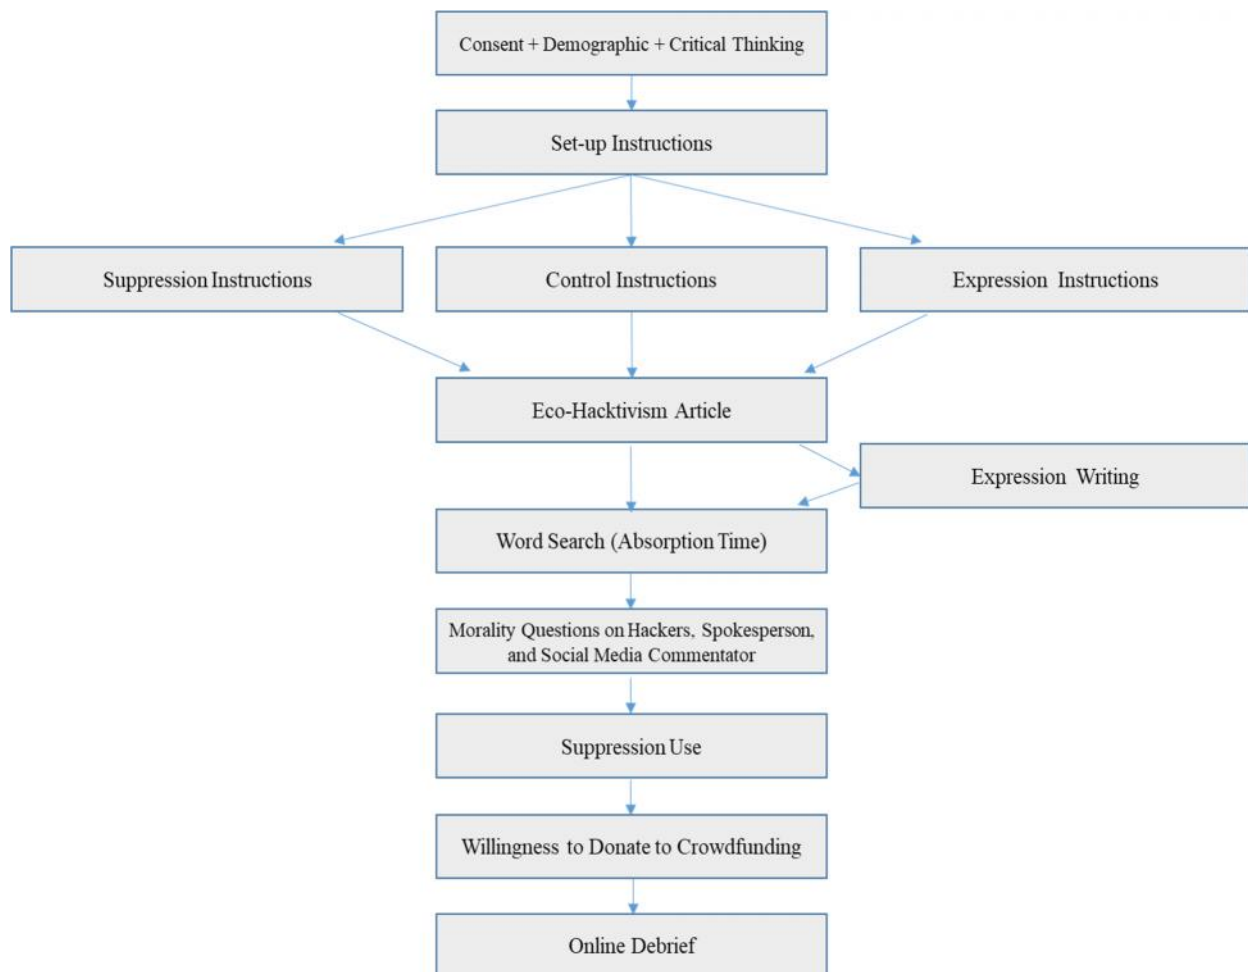 Consent + Demographic + Critical Thinking
Set-up Instructions
Suppression Instructions
Control Instructions
Expression Instructions
Eco-Hacktivism Article
Expression Writing
Word Search (Absorption Time)
Morality Questions on Hackers, Spokesperson,
and Social Media Commentator
Suppression Use
Willingness to Donate to Crowdfunding
Online Debrief